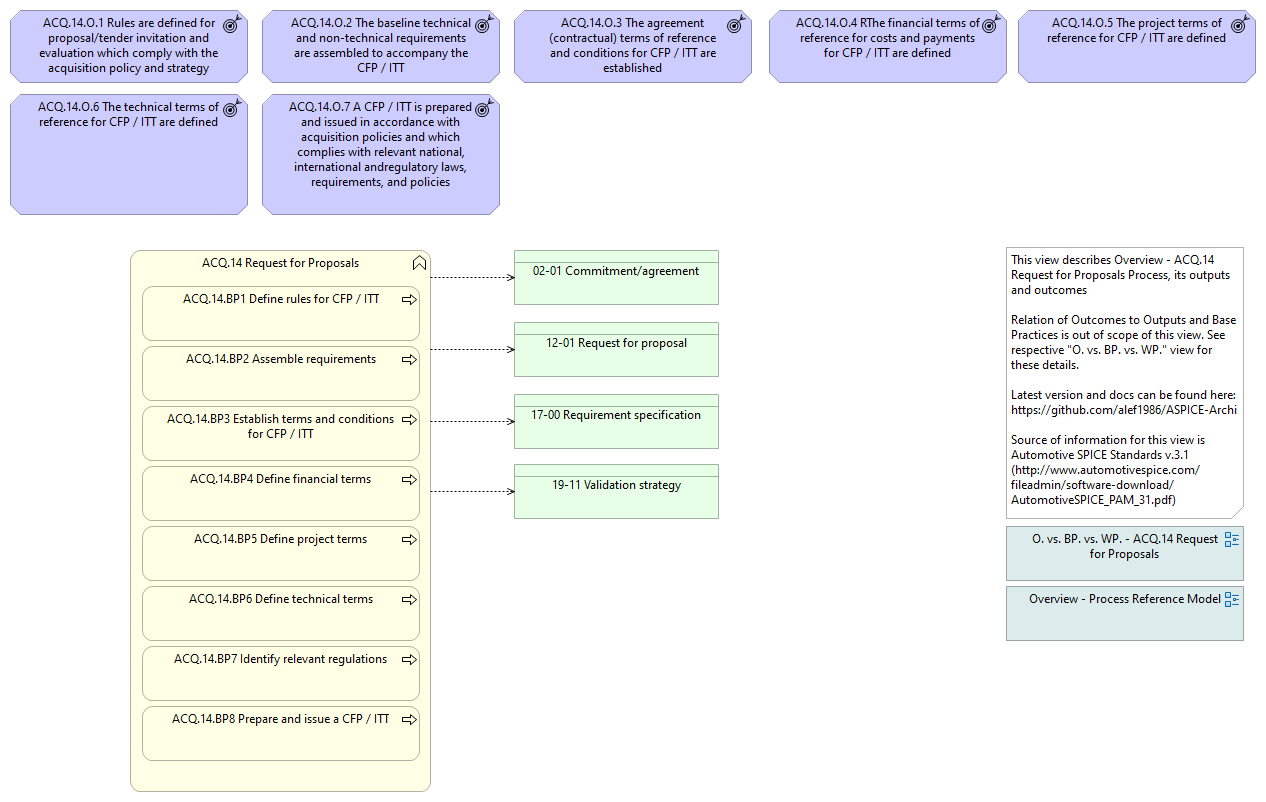 ACQ.14.O.1 Rules are defined for
proposal/tender invitation and
evaluation which comply with the
acquisition policy and strategy
ACQ.14.O.2 The baseline technical
and non-technical requirements
are assembled to accompany the
CFP / ITT
ACQ.14.O.3 The agreement
(contractual) terms of reference
and conditions for CFP / ITT are
established
ACQ.14.O.4 RThe financial terms of
reference for costs and payments
for CFP / ITT are defined
ACQ.14.O.5 The project terms of
reference for CFP / ITT are defined
ACQ.14.O.6 The technical terms of
reference for CFP / ITT are defined
ACQ.14.O.7 A CFP / ITT is prepared
and issued in accordance with
acquisition policies and which
complies with relevant national,
international andregulatory laws,
requirements, and policies
ACQ.14 Request for Proposals
ACQ.14.BP1 Define rules for CFP / ITT
ACQ.14.BP2 Assemble requirements
ACQ.14.BP3 Establish terms and conditions
for CFP / ITT
ACQ.14.BP4 Define financial terms
ACQ.14.BP5 Define project terms
ACQ.14.BP6 Define technical terms
ACQ.14.BP7 Identify relevant regulations
ACQ.14.BP8 Prepare and issue a CFP / ITT
02-01 Commitment/agreement
12-01 Request for proposal
17-00 Requirement specification
19-11 Validation strategy
This view describes Overview - ACQ.14
Request for Proposals Process, its outputs
and outcomes
Relation of Outcomes to Outputs and Base
Practices is out of scope of this view. See
respective "O. vs. BP. vs. WP." view for
these details.
Latest version and docs can be found here:
https://github.com/alef1986/ASPICE-Archi
Source of information for this view is
Automotive SPICE Standards v.3.1
(http://www.automotivespice.com/
fileadmin/software-download/
AutomotiveSPICE_PAM_31.pdf)
O. vs. BP. vs. WP. - ACQ.14 Request
for Proposals
Overview - Process Reference Model